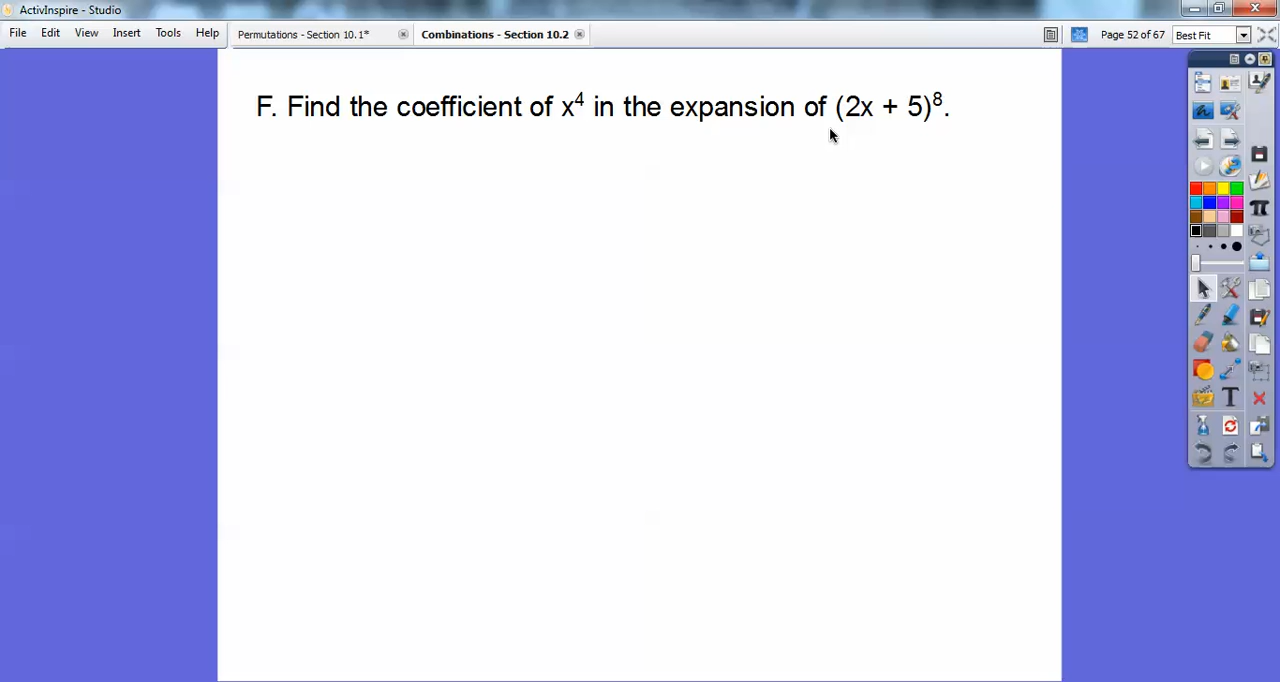 ActivInspire - Studio
File Edit View Insert Tools Help
Permutations - Section 10.1*
Combinations - Section 10.2
Page 52 of 67
Best Fit
F. Find the coefficient of x⁴ in the expansion of (2x + 5)⁸.